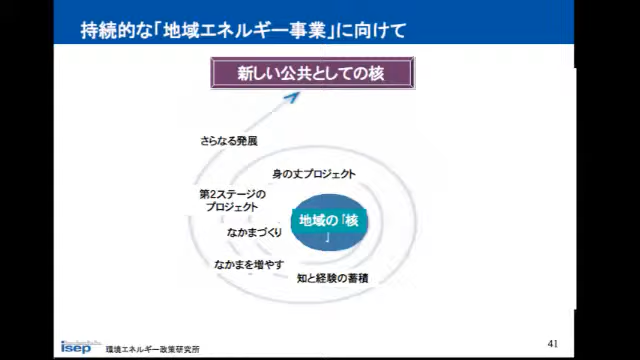 持続的な「地域エネルギー事業」に向けて
新しい公共としての核
さらなる発展
身の丈プロジェクト
第2ステージの
プロジェクト
地域の「核
」
なかまづくり
なかまを増やす
知と経験の蓄積
isep 環境エネルギー政策研究所
41